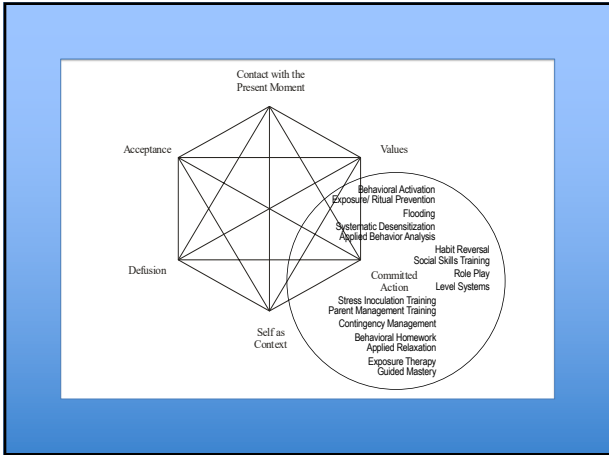 Contact with the
Present Moment
Acceptance
Values
Behavioral Activation
Exposure/ Ritual Prevention
Flooding
Systematic Desensitization
Applied Behavior Analysis
Habit Reversal
Social Skills Training
Role Play
Level Systems
Defusion
Committed
Action
Stress Inoculation Training
Parent Management Training
Contingency Management
Behavioral Homework
Applied Relaxation
Exposure Therapy
Guided Mastery
Self as
Context